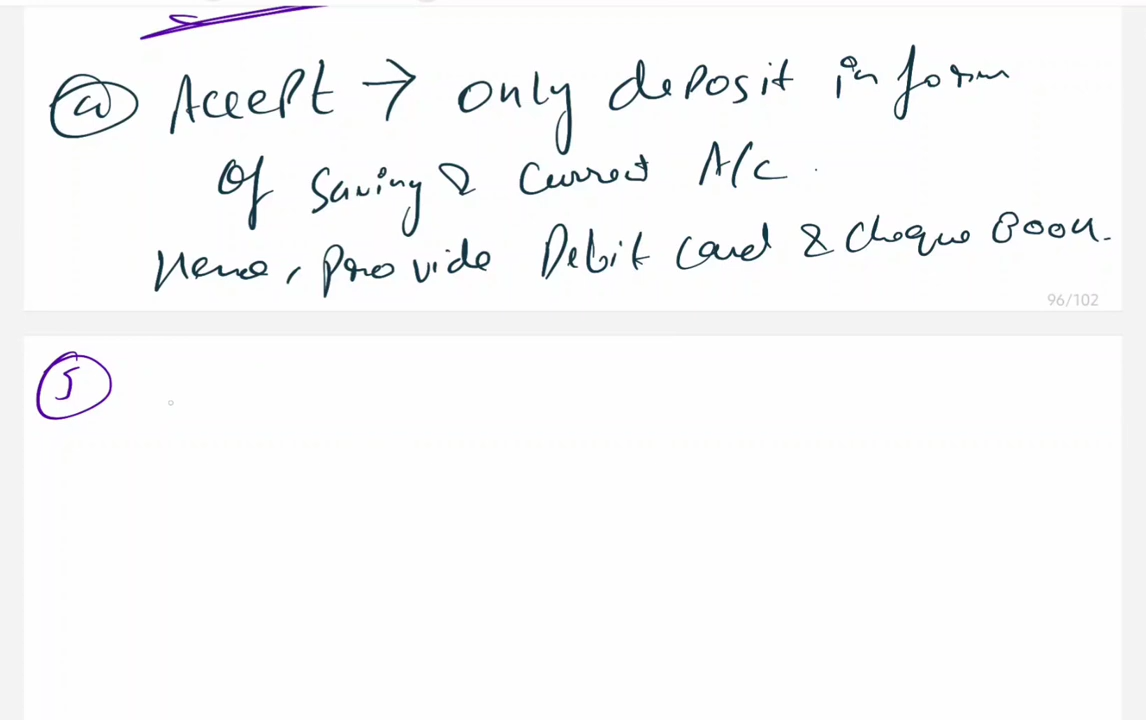 (a) Accept → only deposit in form
of Saving & Current A/c.
Hence, Provide Debit Card & Cheque Book.
96/102
5